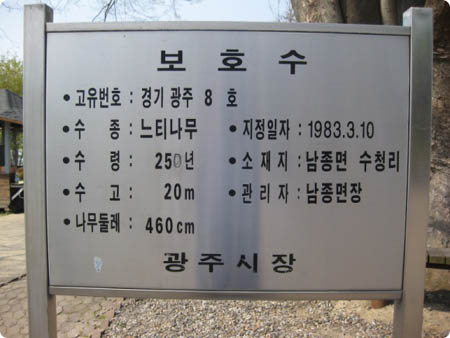 보호수
• 고유번호 : 경기 광주 8 호
• 수 종 : 느티나무 • 지정일자 : 1983.3.10
• 수 령 : 250년 • 소 재 지 : 남종면 수청리
• 수 고 : 20m • 관 리 자 : 남종면장
• 나무둘레 : 460cm
광주시장